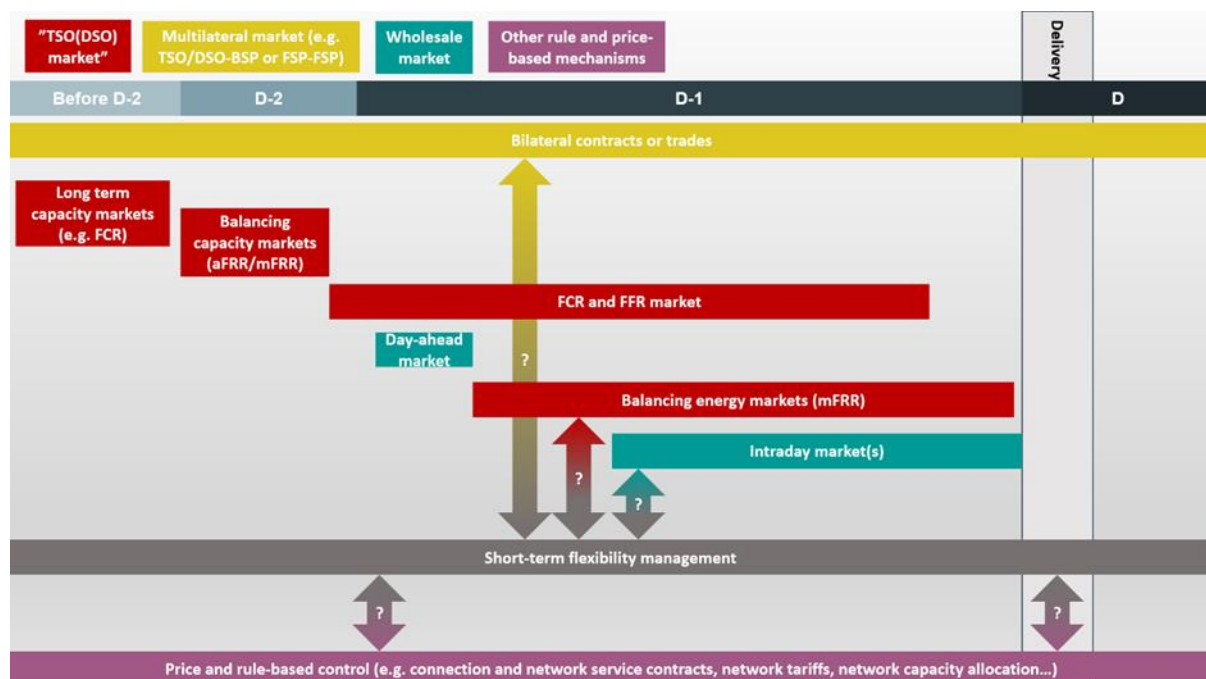 "TSO(DSO)
market"
Multilateral market (e.g.
TSO/DSO-BSP or FSP-FSP)
Wholesale
market
Other rule and price-
based mechanisms
Delivery
Before D-2
D-2
D-1
D
Bilateral contracts or trades
Long term
capacity markets
(e.g. FCR)
Balancing
capacity markets
(aFRR/mFRR)
FCR and FFR market
Day-ahead
market
?
Balancing energy markets (mFRR)
Intraday market(s)
?
?
Short-term flexibility management
?
?
Price and rule-based control (e.g. connection and network service contracts, network tariffs, network capacity allocation...)